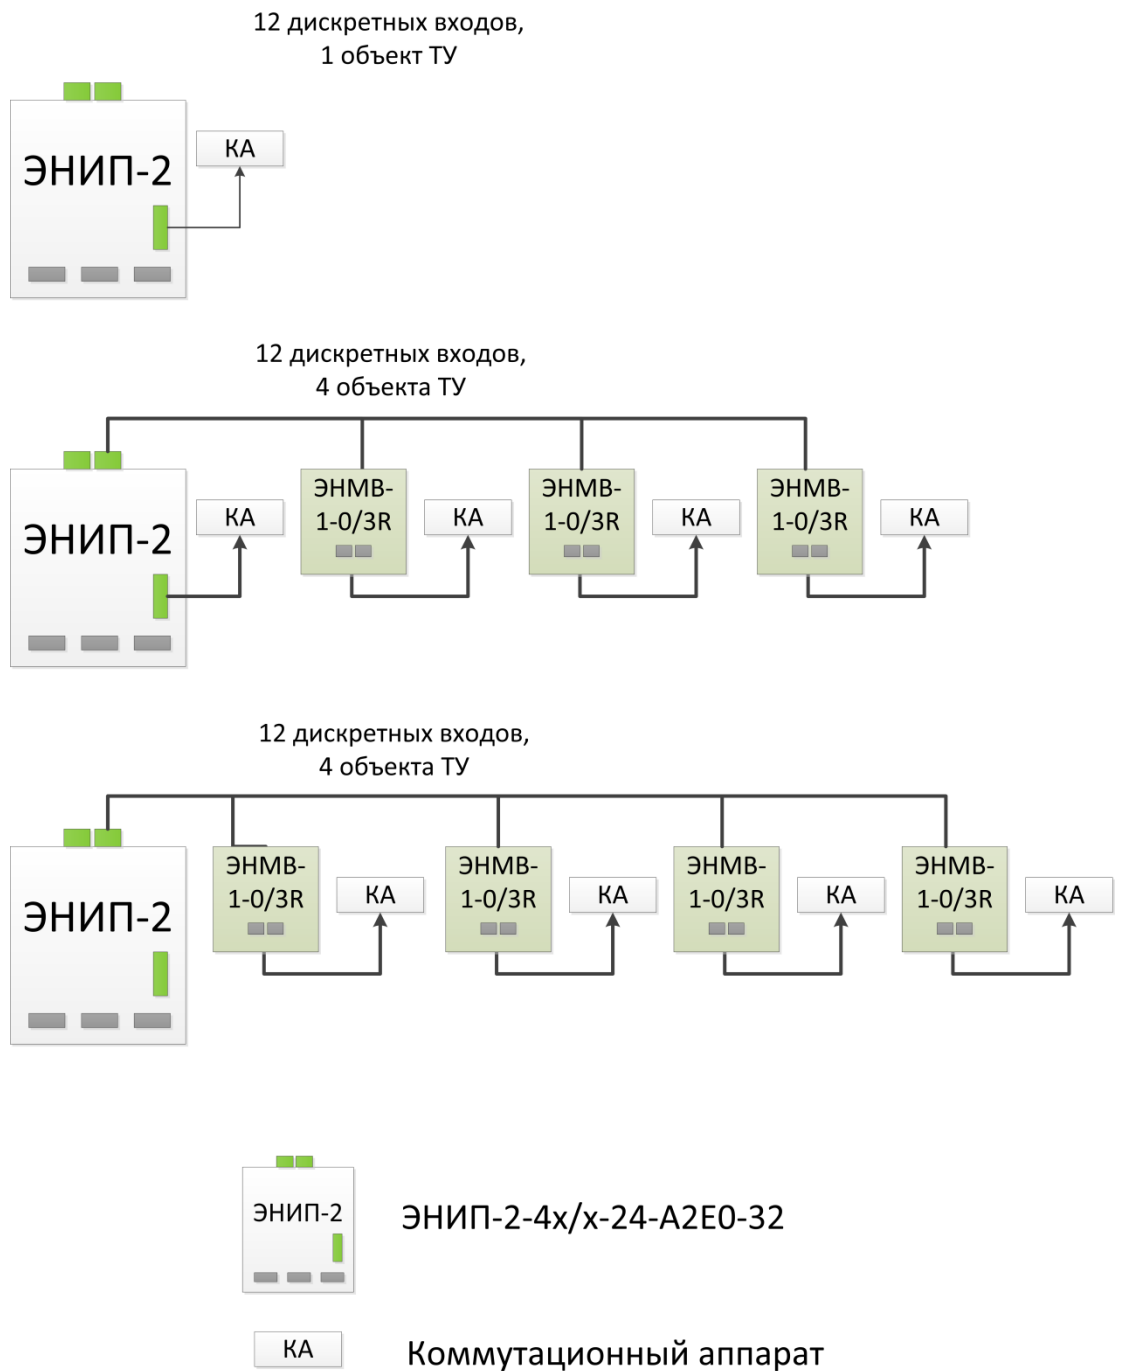 12 дискретных входов,
1 объект ТУ
ЭНИП-2
КА
12 дискретных входов,
4 объекта ТУ
ЭНИП-2
КА
ЭНМВ-
1-0/3R
КА
ЭНМВ-
1-0/3R
КА
ЭНМВ-
1-0/3R
КА
12 дискретных входов,
4 объекта ТУ
ЭНИП-2
ЭНМВ-
1-0/3R
КА
ЭНМВ-
1-0/3R
КА
ЭНМВ-
1-0/3R
КА
ЭНМВ-
1-0/3R
КА
ЭНИП-2
ЭНИП-2-4х/х-24-А2Е0-32
КА
Коммутационный аппарат